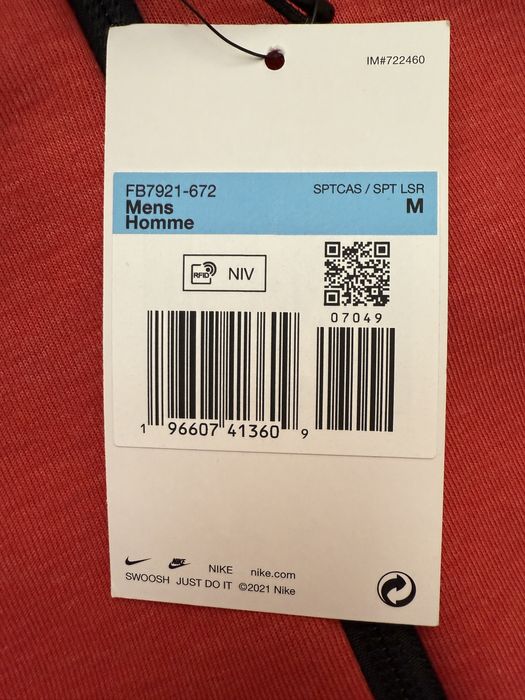 IM#722460
FB7921-672
SPTCAS / SPT LSR
Mens
M
Homme
RFID
NIV
07049
1 96607 41360 9
NIKE nike.com
SWOOSH JUST DO IT ©2021 Nike